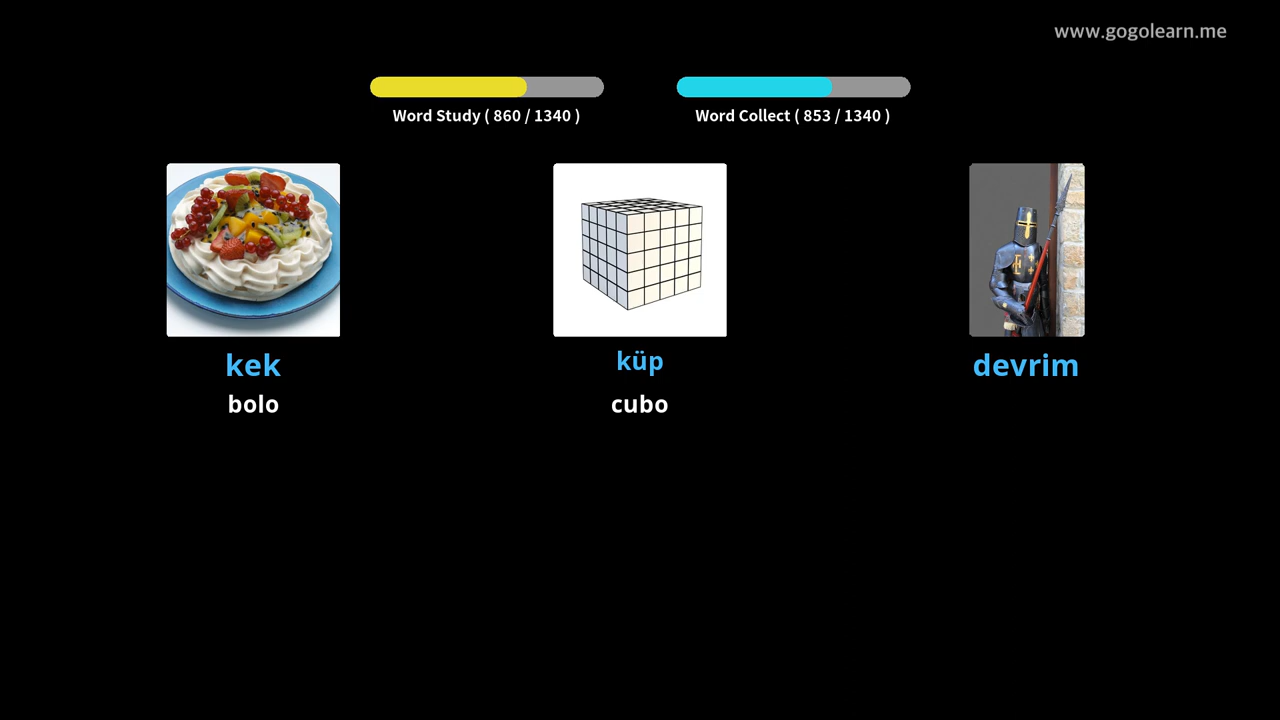 www.gogolearn.me
Word Study ( 860 / 1340 )
Word Collect ( 853 / 1340 )
kek
küp
devrim
bolo
cubo